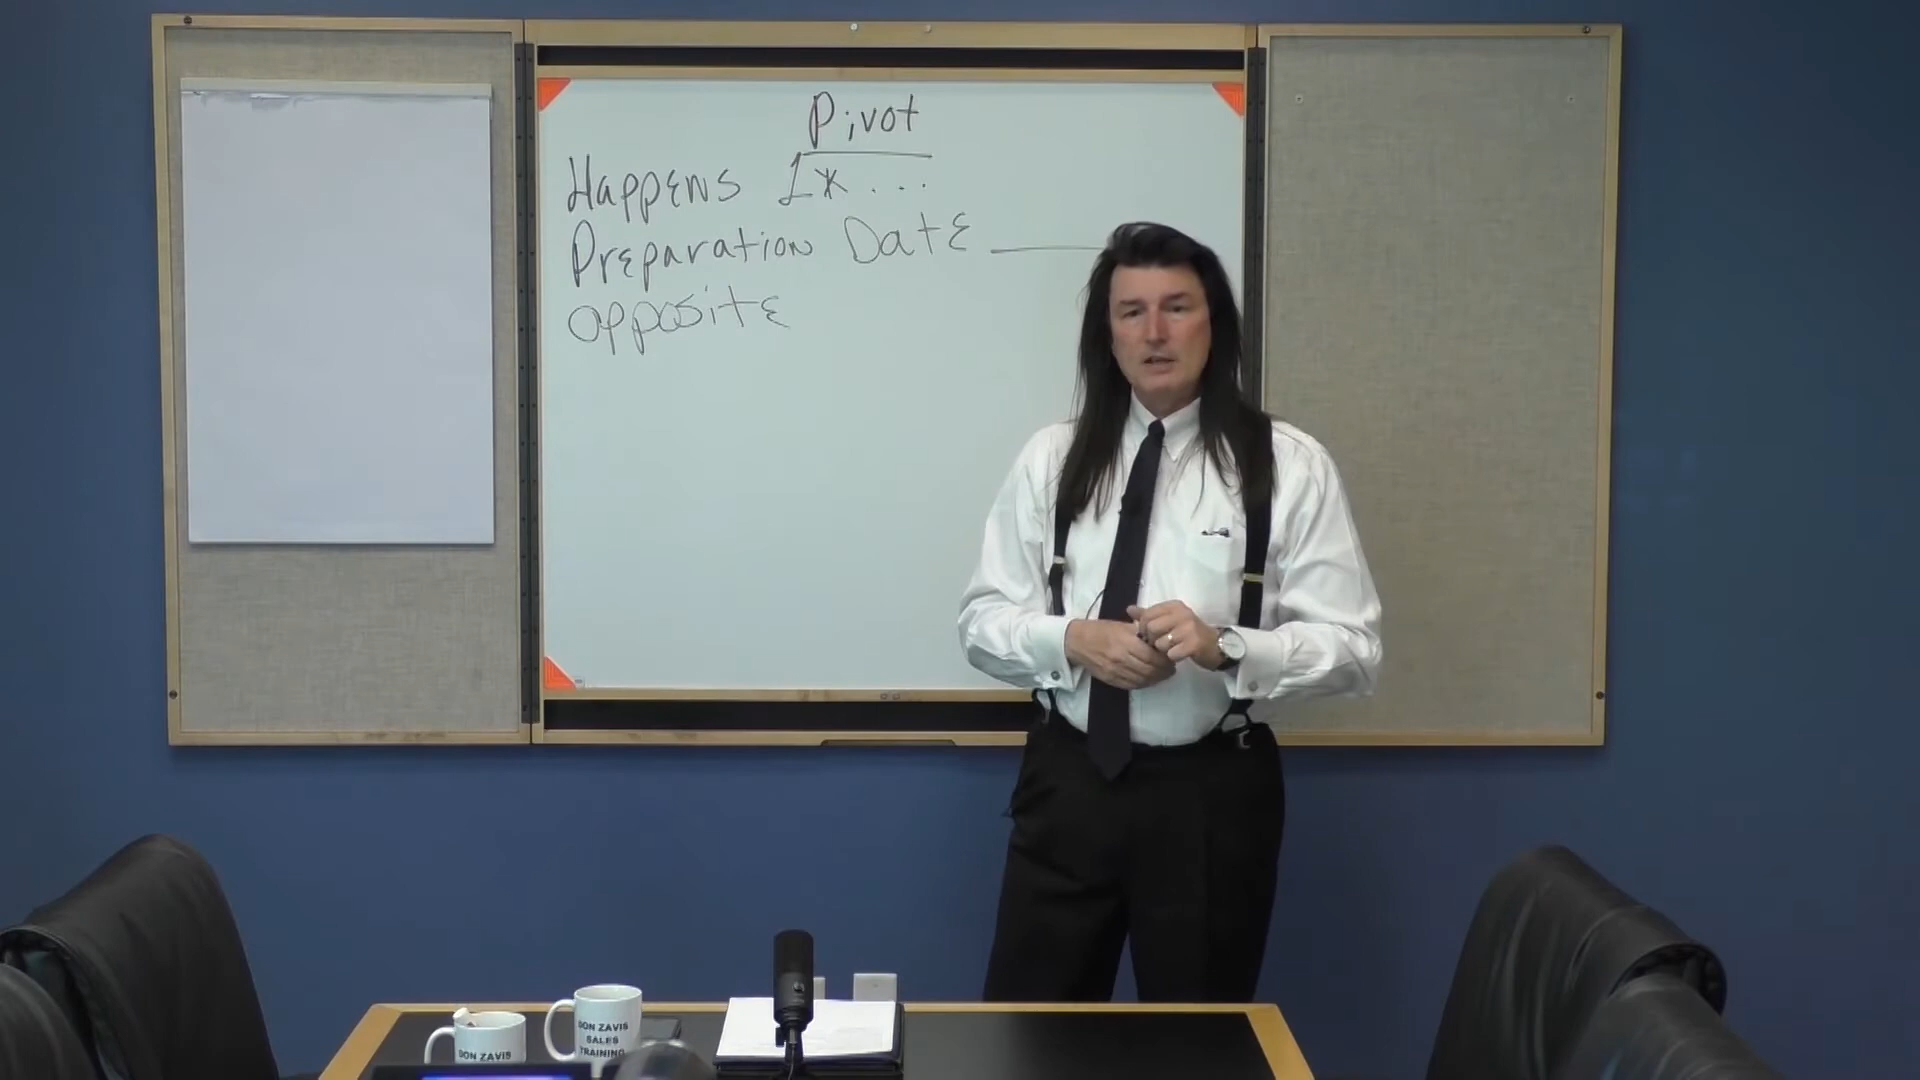 Pivot
Happens 1x ...
Preparation Date
opposite
DON ZAVIS
DON ZAVIS
SALES
TRAINING